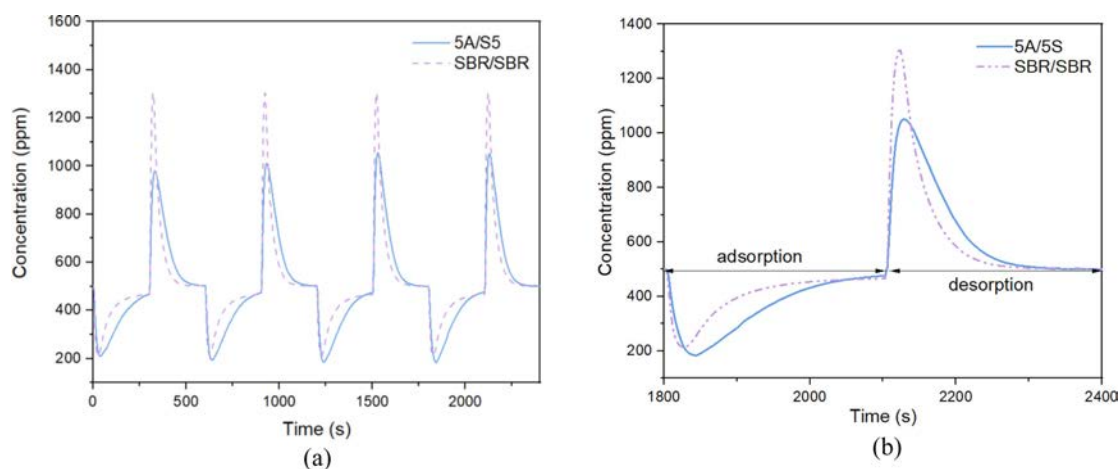 1600
1400
1200
1000
800
600
400
200
Concentration (ppm)
5A/S5
SBR/SBR
0
500
1000
1500
2000
Time (s)
(a)
1400
1200
1000
800
600
400
200
Concentration (ppm)
5A/5S
SBR/SBR
adsorption
desorption
1800
2000
2200
2400
Time (s)
(b)